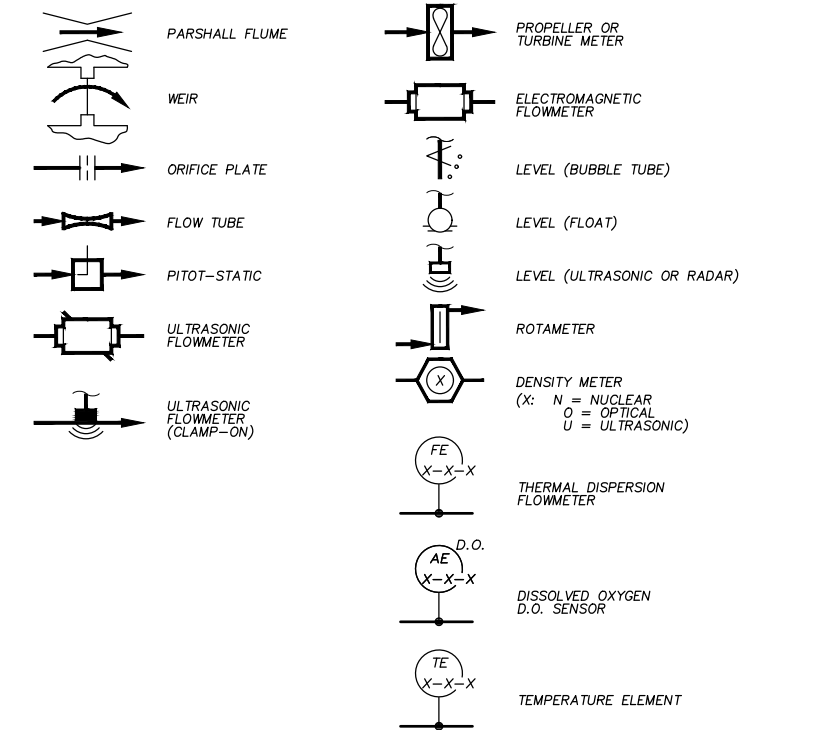 PARSHALL FLUME
WEIR
ORIFICE PLATE
FLOW TUBE
PITOT-STATIC
ULTRASONIC
FLOWMETER
ULTRASONIC
FLOWMETER
(CLAMP-ON)
PROPELLER OR
TURBINE METER
ELECTROMAGNETIC
FLOWMETER
LEVEL (BUBBLE TUBE)
LEVEL (FLOAT)
LEVEL (ULTRASONIC OR RADAR)
ROTAMETER
X
DENSITY METER
(X: N = NUCLEAR
O = OPTICAL
U = ULTRASONIC)
FE
X-X-X
THERMAL DISPERSION
FLOWMETER
D.O.
AE
X-X-X
DISSOLVED OXYGEN
D.O. SENSOR
TE
X-X-X
TEMPERATURE ELEMENT